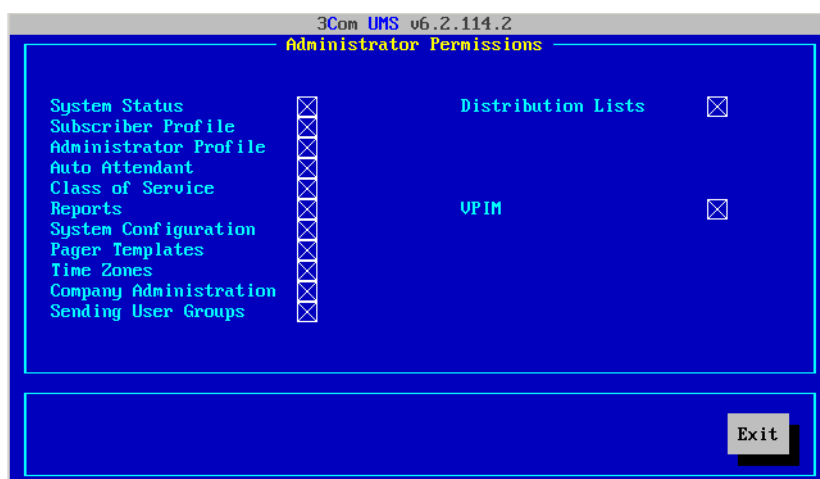 3Com UMS v6.2.114.2
Administrator Permissions
System Status
Subscriber Profile
Administrator Profile
Auto Attendant
Class of Service
Reports
System Configuration
Pager Templates
Time Zones
Company Administration
Sending User Groups
Distribution Lists
VPIM
Exit